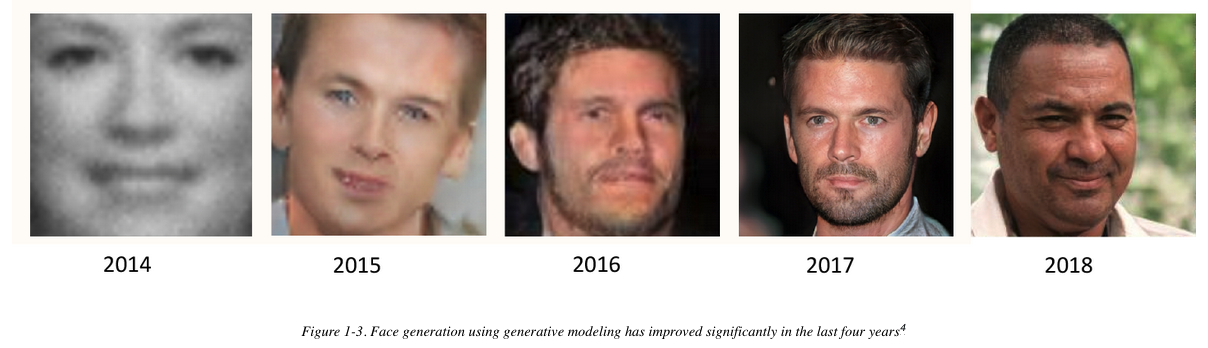 2014 2015 2016 2017 2018
Figure 1-3. Face generation using generative modeling has improved significantly in the last four years4